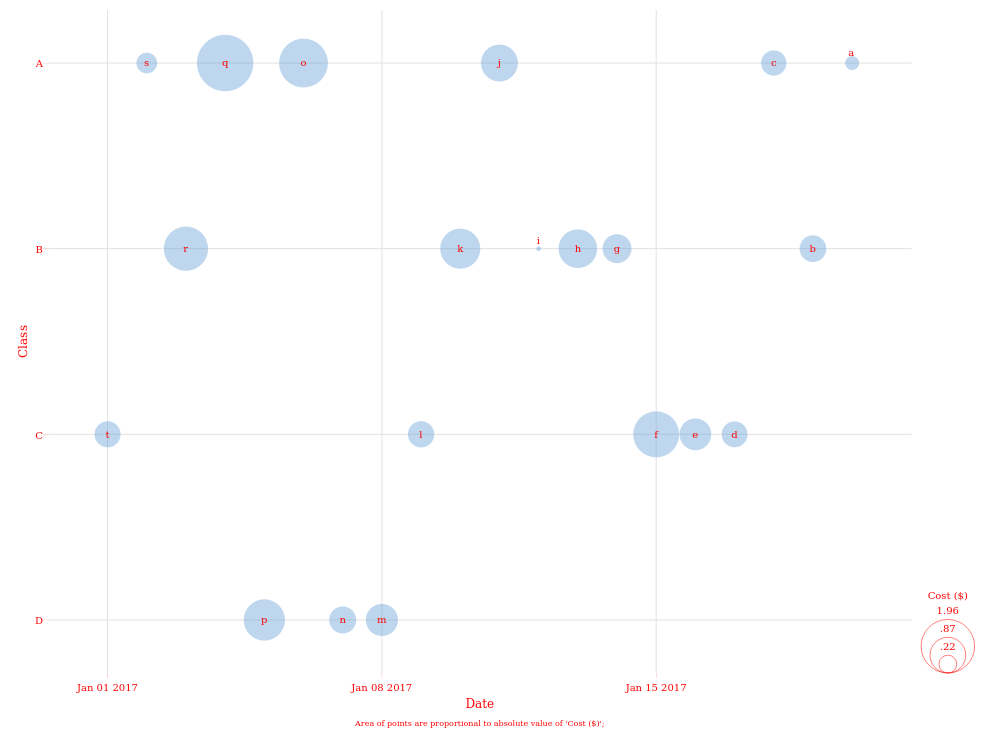 a
A
s
q
o
j
c
i
B
r
k
h
g
b
Class
C
t
l
f
e
d
Cost ($)
1.96
D
p
n
m
.87
.22
Jan 01 2017
Jan 08 2017
Jan 15 2017
Date
Area of points are proportional to absolute value of 'Cost ($)';